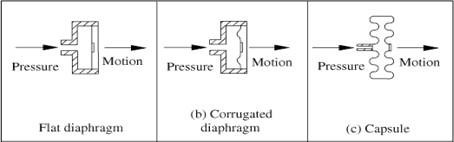 Pressure Motion
Flat diaphragm
Pressure Motion
(b) Corrugated
diaphragm
Pressure Motion
(c) Capsule